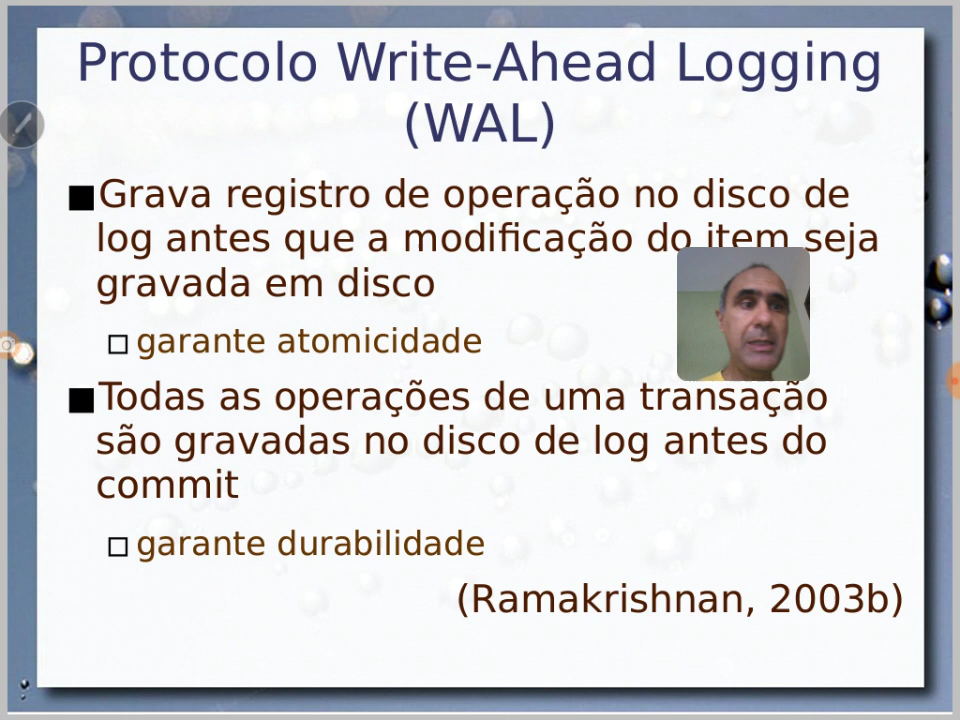 Protocolo Write-Ahead Logging
(WAL)
Grava registro de operação no disco de
log antes que a modificação do item seja
gravada em disco
garante atomicidade
Todas as operações de uma transação
são gravadas no disco de log antes do
commit
garante durabilidade
(Ramakrishnan, 2003b)